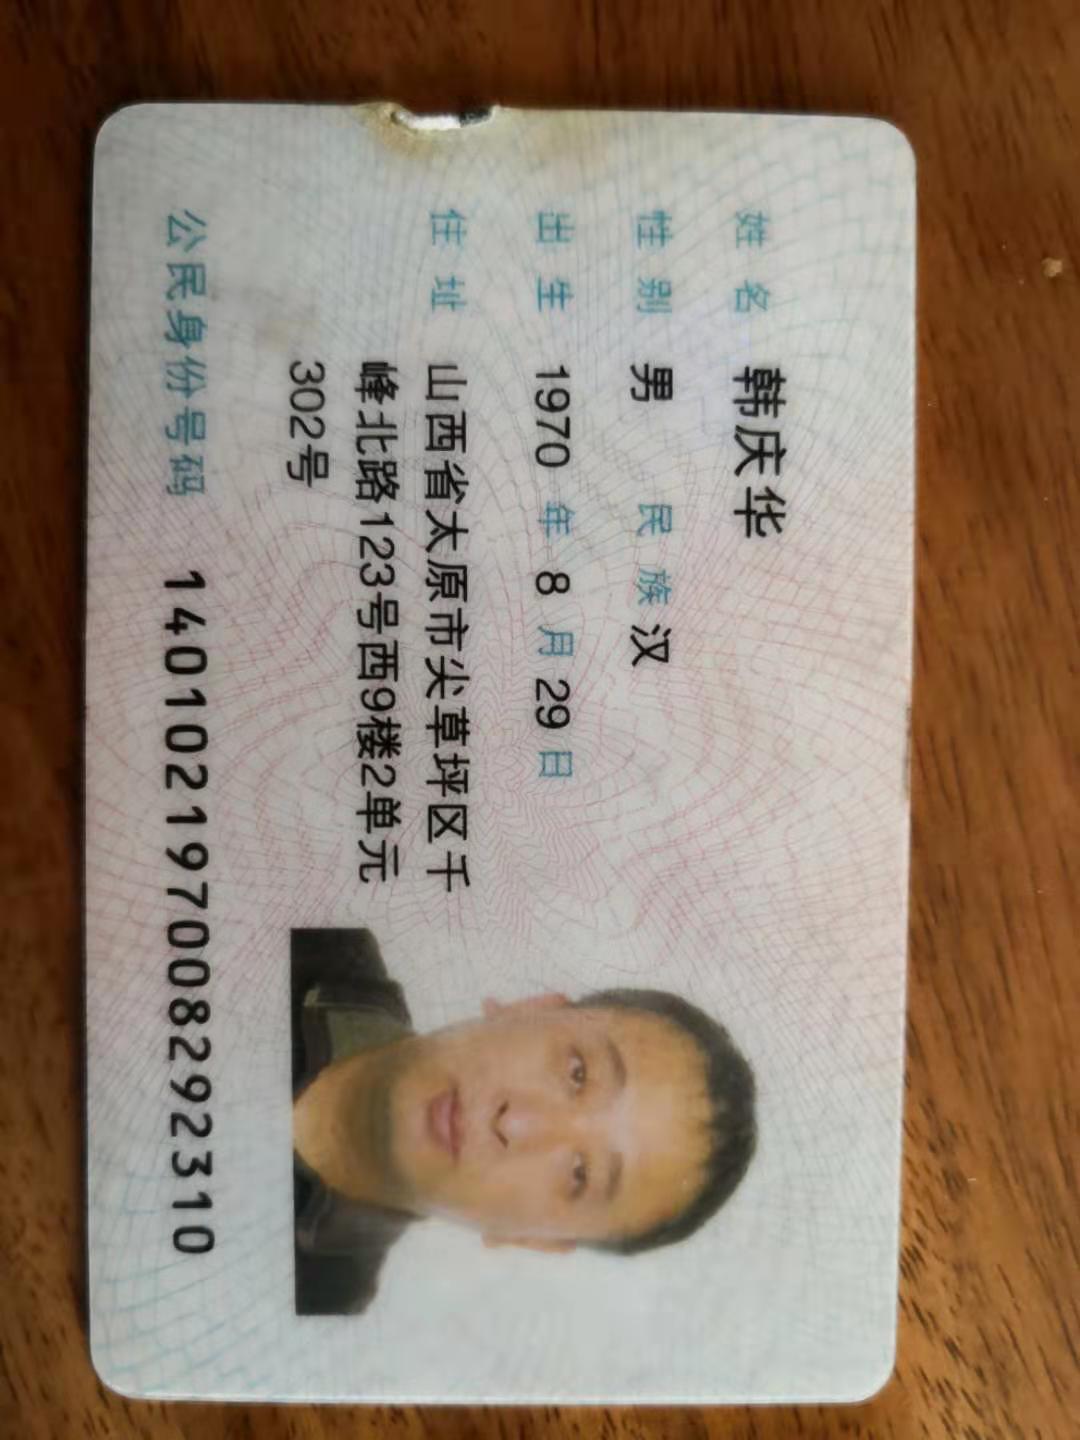 姓名 韩庆华
性别 男 民族 汉
出生 1970 年 8 月 29 日
住址 山西省太原市尖草坪区千
峰北路123号西9楼2单元
302号
公民身份号码 140102197008292310